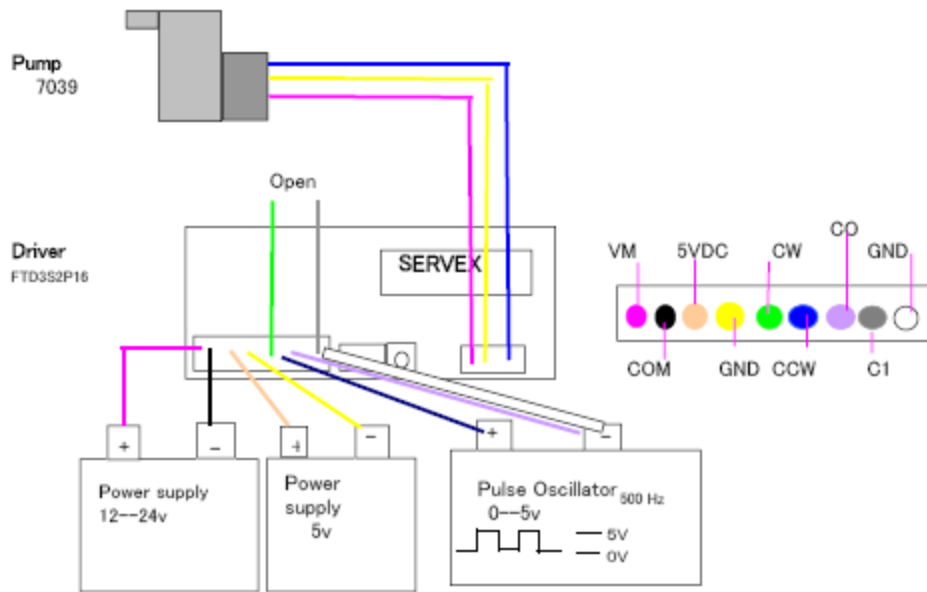 Pump
7039
Open
Driver
FTD3S2P16
SERVEX
VM 5VDC CW CO GND
COM GND CCW C1
+ - + - + -
Power supply
12--24v
Power
supply
5v
Pulse Oscillator 500 Hz
0--5v
5V
0V